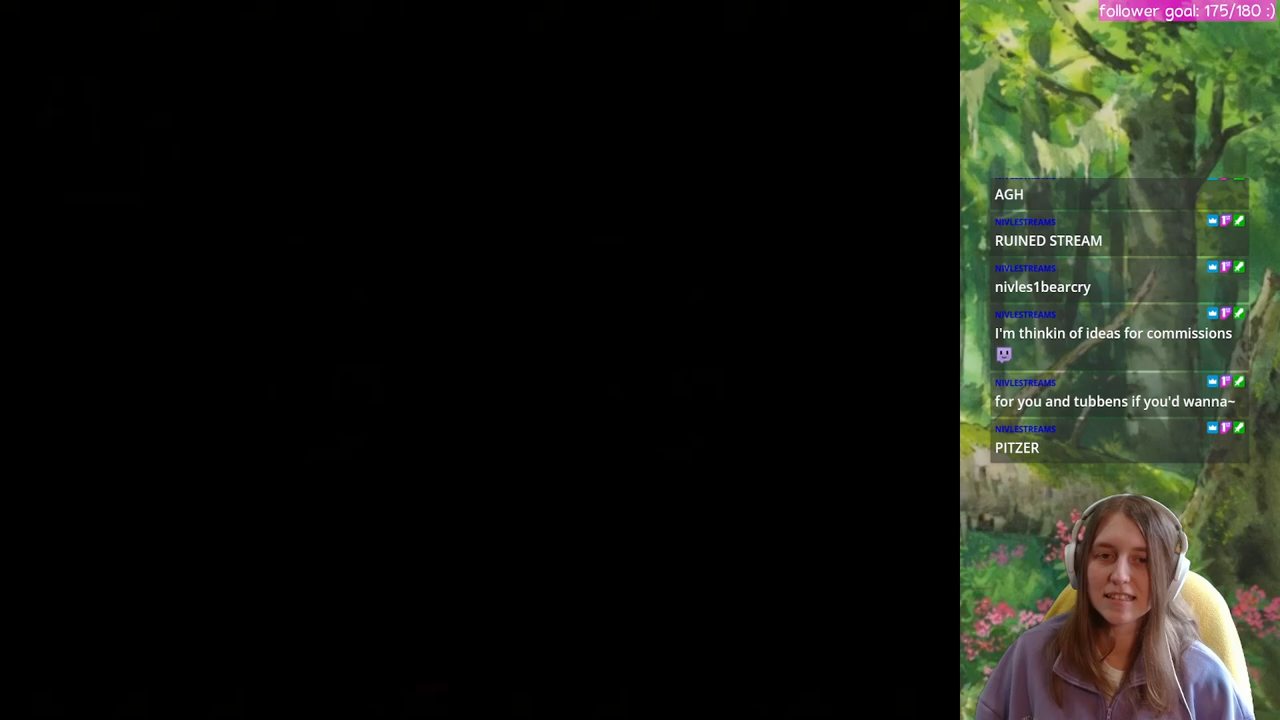 follower goal: 175/180 :)
AGH
NIVLESTREAMS
RUINED STREAM
NIVLESTREAMS
nivles1bearcry
NIVLESTREAMS
I'm thinkin of ideas for commissions
NIVLESTREAMS
for you and tubbens if you'd wanna~
NIVLESTREAMS
PITZER